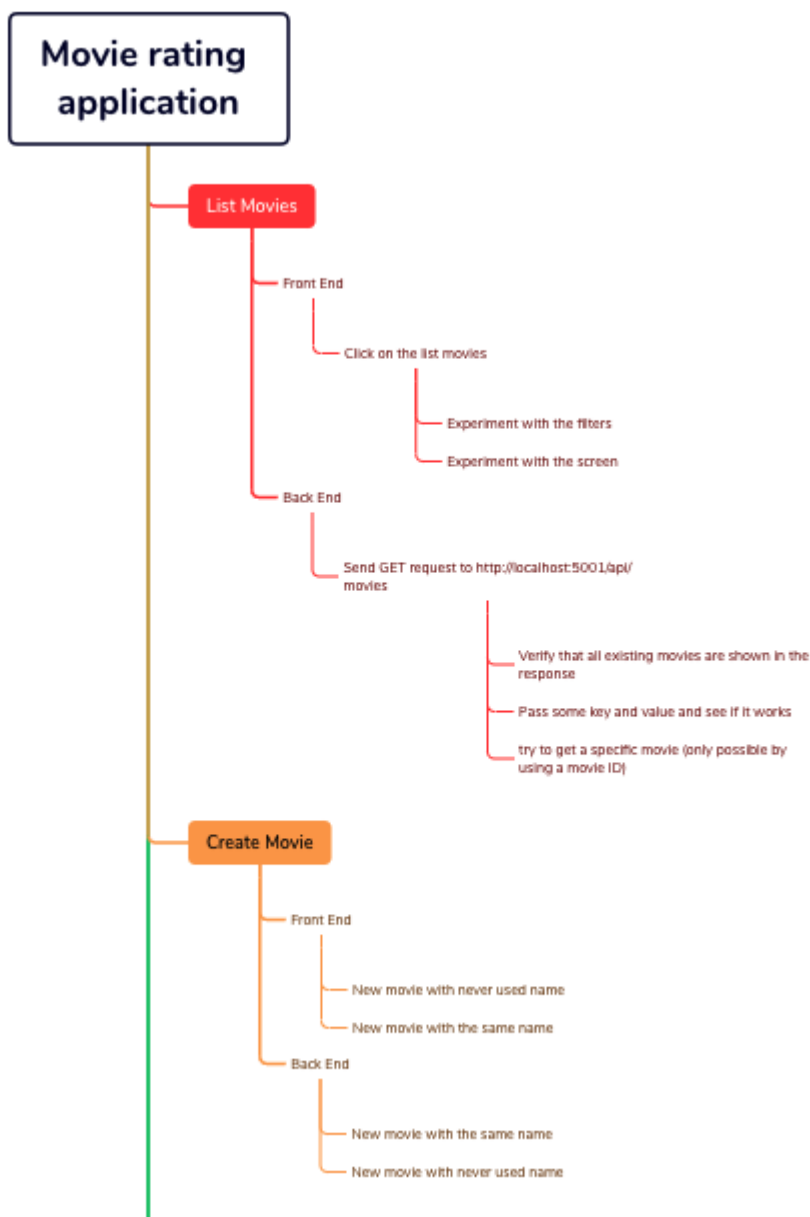 Movie rating
application
List Movies
Front End
Click on the list movies
Experiment with the filters
Experiment with the screen
Back End
Send GET request to http://localhost:5001/api/
movies
Verify that all existing movies are shown in the
response
Pass some key and value and see if it works
try to get a specific movie (only possible by
using a movie ID)
Create Movie
Front End
New movie with never used name
New movie with the same name
Back End
New movie with the same name
New movie with never used name